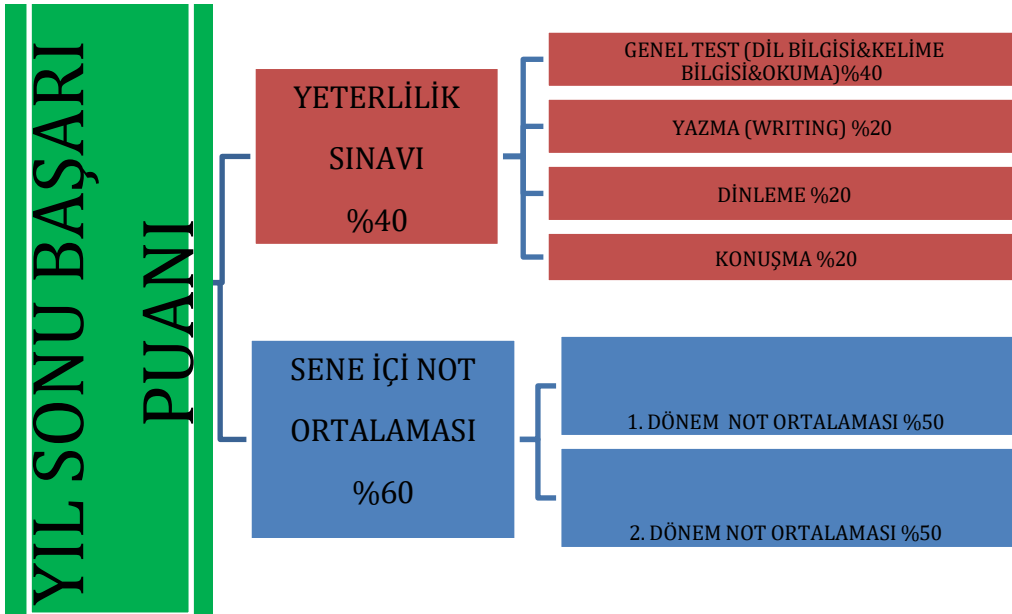 YIL SONU BAŞARI
PUANI
YETERLİLİK
SINAVI
%40
GENEL TEST (DİL BİLGİSİ&KELİME
BİLGİSİ&OKUMA)%40
YAZMA (WRITING) %20
DİNLEME %20
KONUŞMA %20
SENE İÇİ NOT
ORTALAMASI
%60
1. DÖNEM  NOT ORTALAMASI %50
2. DÖNEM NOT ORTALAMASI %50